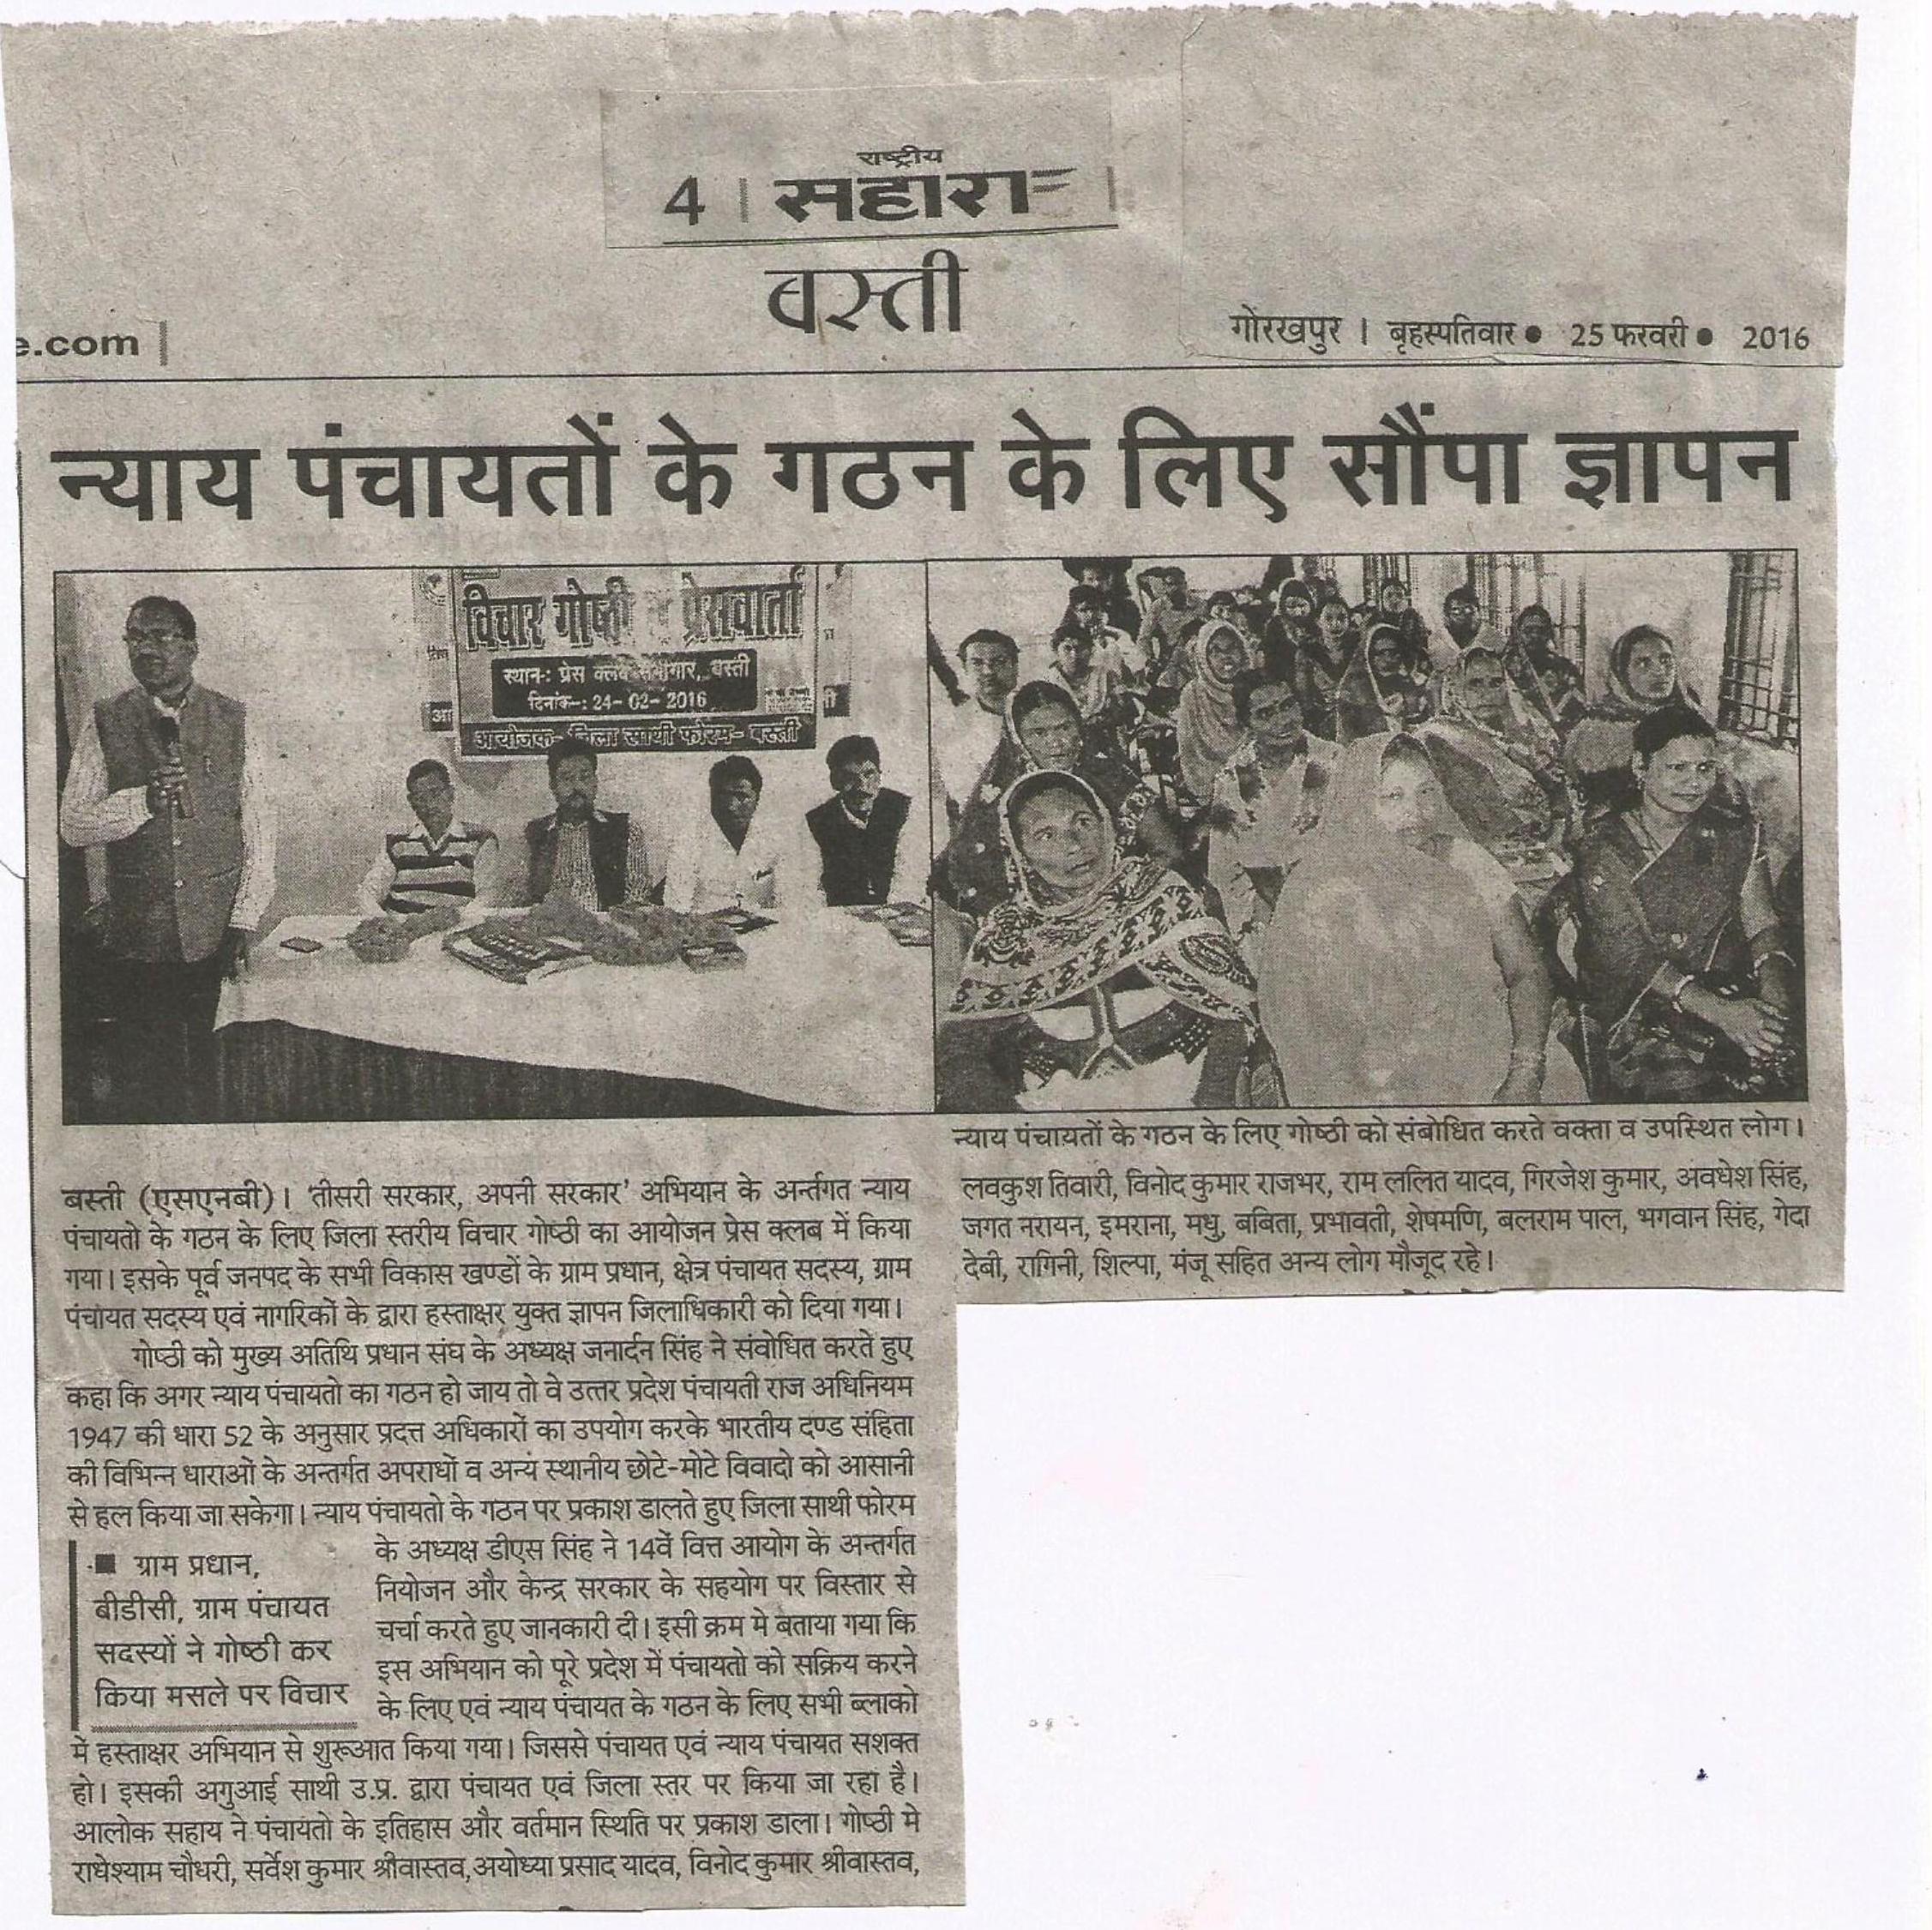 राष्ट्रीय
4 | सहारा
बस्ती
e.com |
गोरखपुर | बृहस्पतिवार ● 25 फरवरी ● 2016
न्याय पंचायतों के गठन के लिए सौंपा ज्ञापन
विचार गोष्ठी प्रेसवार्ता
स्थान-: प्रेस क्लब सभागार, बस्ती
दिनांक-: 24-02-2016
आयोजक- जिला साथी फोरम- बस्ती
न्याय पंचायतों के गठन के लिए गोष्ठी को संबोधित करते वक्ता व उपस्थित लोग।
बस्ती (एसएनबी)। 'तीसरी सरकार, अपनी सरकार' अभियान के अर्न्तगत न्याय
पंचायतो के गठन के लिए जिला स्तरीय विचार गोष्ठी का आयोजन प्रेस क्लब में किया
गया। इसके पूर्व जनपद के सभी विकास खण्डों के ग्राम प्रधान, क्षेत्र पंचायत सदस्य, ग्राम
पंचायत सदस्य एवं नागरिकों के द्वारा हस्ताक्षर युक्त ज्ञापन जिलाधिकारी को दिया गया।
गोष्ठी को मुख्य अतिथि प्रधान संघ के अध्यक्ष जनार्दन सिंह ने संवोधित करते हुए
कहा कि अगर न्याय पंचायतो का गठन हो जाय तो वे उत्तर प्रदेश पंचायती राज अधिनियम
1947 की धारा 52 के अनुसार प्रदत्त अधिकारों का उपयोग करके भारतीय दण्ड संहिता
की विभिन्न धाराओं के अन्तर्गत अपराधों व अन्य स्थानीय छोटे-मोटे विवादो को आसानी
से हल किया जा सकेगा। न्याय पंचायतो के गठन पर प्रकाश डालते हुए जिला साथी फोरम
के अध्यक्ष डीएस सिंह ने 14वें वित्त आयोग के अन्तर्गत
नियोजन और केन्द्र सरकार के सहयोग पर विस्तार से
चर्चा करते हुए जानकारी दी। इसी क्रम मे बताया गया कि
इस अभियान को पूरे प्रदेश में पंचायतो को सक्रिय करने
के लिए एवं न्याय पंचायत के गठन के लिए सभी ब्लाको
■ ग्राम प्रधान,
बीडीसी, ग्राम पंचायत
सदस्यों ने गोष्ठी कर
किया मसले पर विचार
में हस्ताक्षर अभियान से शुरूआत किया गया। जिससे पंचायत एवं न्याय पंचायत सशक्त
हो। इसकी अगुआई साथी उ.प्र. द्वारा पंचायत एवं जिला स्तर पर किया जा रहा है।
आलोक सहाय ने पंचायतो के इतिहास और वर्तमान स्थिति पर प्रकाश डाला। गोष्ठी मे
राधेश्याम चौधरी, सर्वेश कुमार श्रीवास्तव,अयोध्या प्रसाद यादव, विनोद कुमार श्रीवास्तव,
लवकुश तिवारी, विनोद कुमार राजभर, राम ललित यादव, गिरजेश कुमार, अवधेश सिंह,
जगत नरायन, इमराना, मधु, बबिता, प्रभावती, शेषमणि, बलराम पाल, भगवान सिंह, गेदा
देवी, रागिनी, शिल्पा, मंजू सहित अन्य लोग मौजूद रहे।